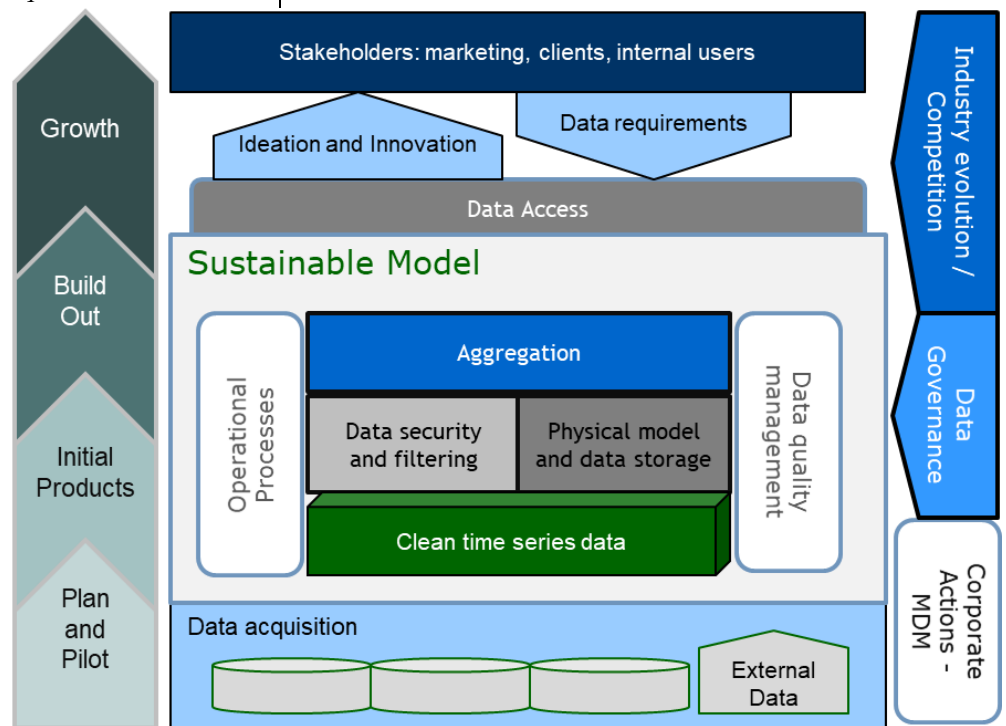 Stakeholders: marketing, clients, internal users
Growth
Ideation and Innovation
Data requirements
Industry evolution /
Competition
Data Access
Sustainable Model
Build
Out
Operational
Processes
Aggregation
Data quality
management
Data
Governance
Data security
and filtering
Physical model
and data storage
Initial
Products
Clean time series data
Plan
and
Pilot
Data acquisition
External
Data
Corporate
Actions -
MDM